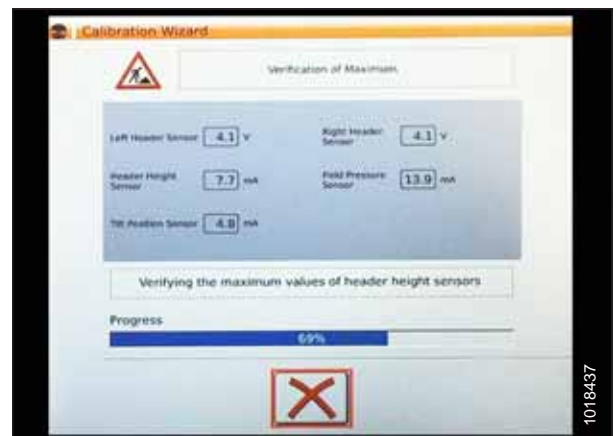 Calibration Wizard
Verification of Maximum
Left Header Sensor 4.1 V
Right Header Sensor 4.1 V
Header Height Sensor 7.7 mA
Field Pressure Sensor 13.9 mA
Tilt Position Sensor 4.8 mA
Verifying the maximum values of header height sensors
Progress
69%
1018437